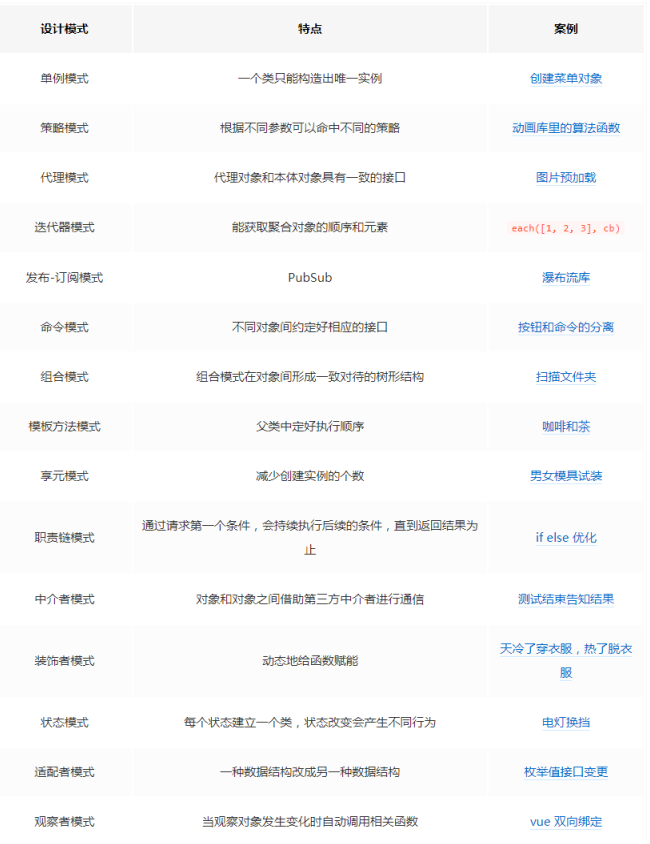 设计模式 特点 案例
单例模式 一个类只能构造出唯一实例 创建菜单对象
策略模式 根据不同参数可以命中不同的策略 动画库里的算法函数
代理模式 代理对象和本体对象具有一致的接口 图片预加载
迭代器模式 能获取聚合对象的顺序和元素 each([1, 2, 3], cb)
发布-订阅模式 PubSub 瀑布流库
命令模式 不同对象间约定好相应的接口 按钮和命令的分离
组合模式 组合模式在对象间形成一致对待的树形结构 扫描文件夹
模板方法模式 父类中定好执行顺序 咖啡和茶
享元模式 减少创建实例的个数 男女模具试装
职责链模式 通过请求第一个条件，会持续执行后续的条件，直到返回结果为
止 if else 优化
中介者模式 对象和对象之间借助第三方中介者进行通信 测试结束告知结果
装饰者模式 动态地给函数赋能 天冷了穿衣服，热了脱衣
服
状态模式 每个状态建立一个类，状态改变会产生不同行为 电灯换挡
适配者模式 一种数据结构改成另一种数据结构 枚举值接口变更
观察者模式 当观察对象发生变化时自动调用相关函数 vue 双向绑定